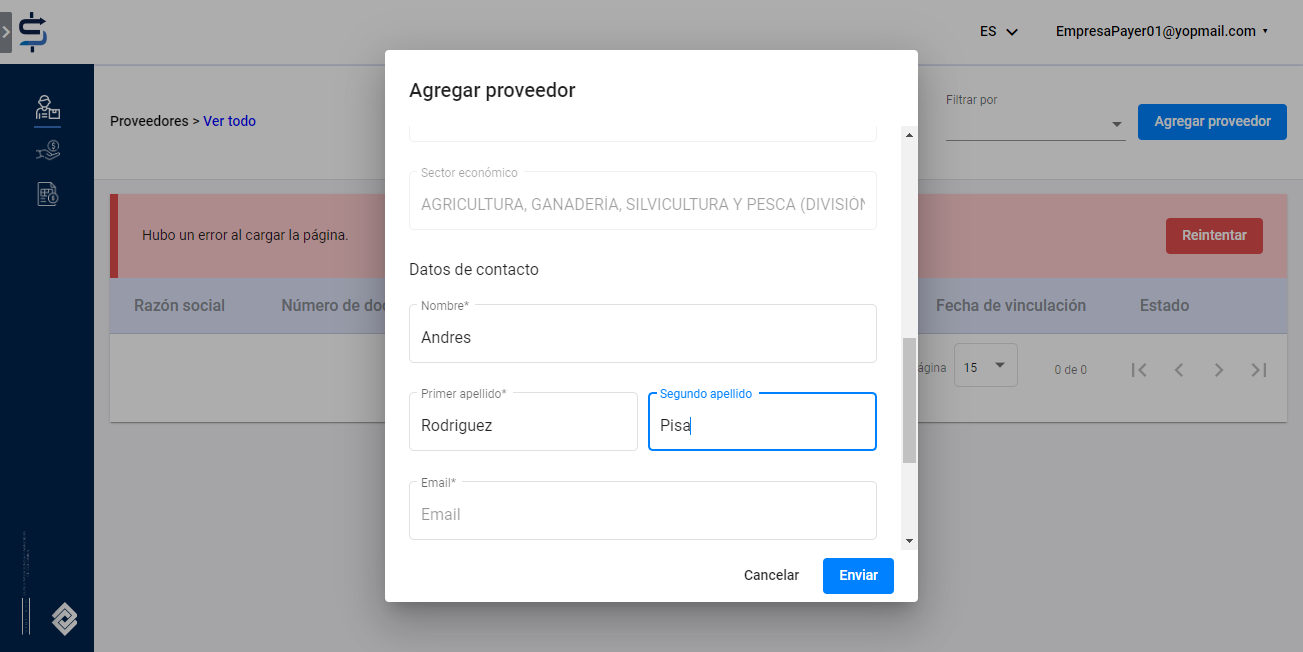 ES
EmpresaPayer01@yopmail.com
Proveedores > Ver todo
Filtrar por
Agregar proveedor
Hubo un error al cargar la página.
Reintentar
Razón social
Número de doc
Fecha de vinculación
Estado
ágina
15
0 de 0
Agregar proveedor
Sector económico
AGRICULTURA, GANADERÍA, SILVICULTURA Y PESCA (DIVISIÓN
Datos de contacto
Nombre*
Andres
Primer apellido*
Rodriguez
Segundo apellido
Pisa
Email*
Email
Cancelar
Enviar